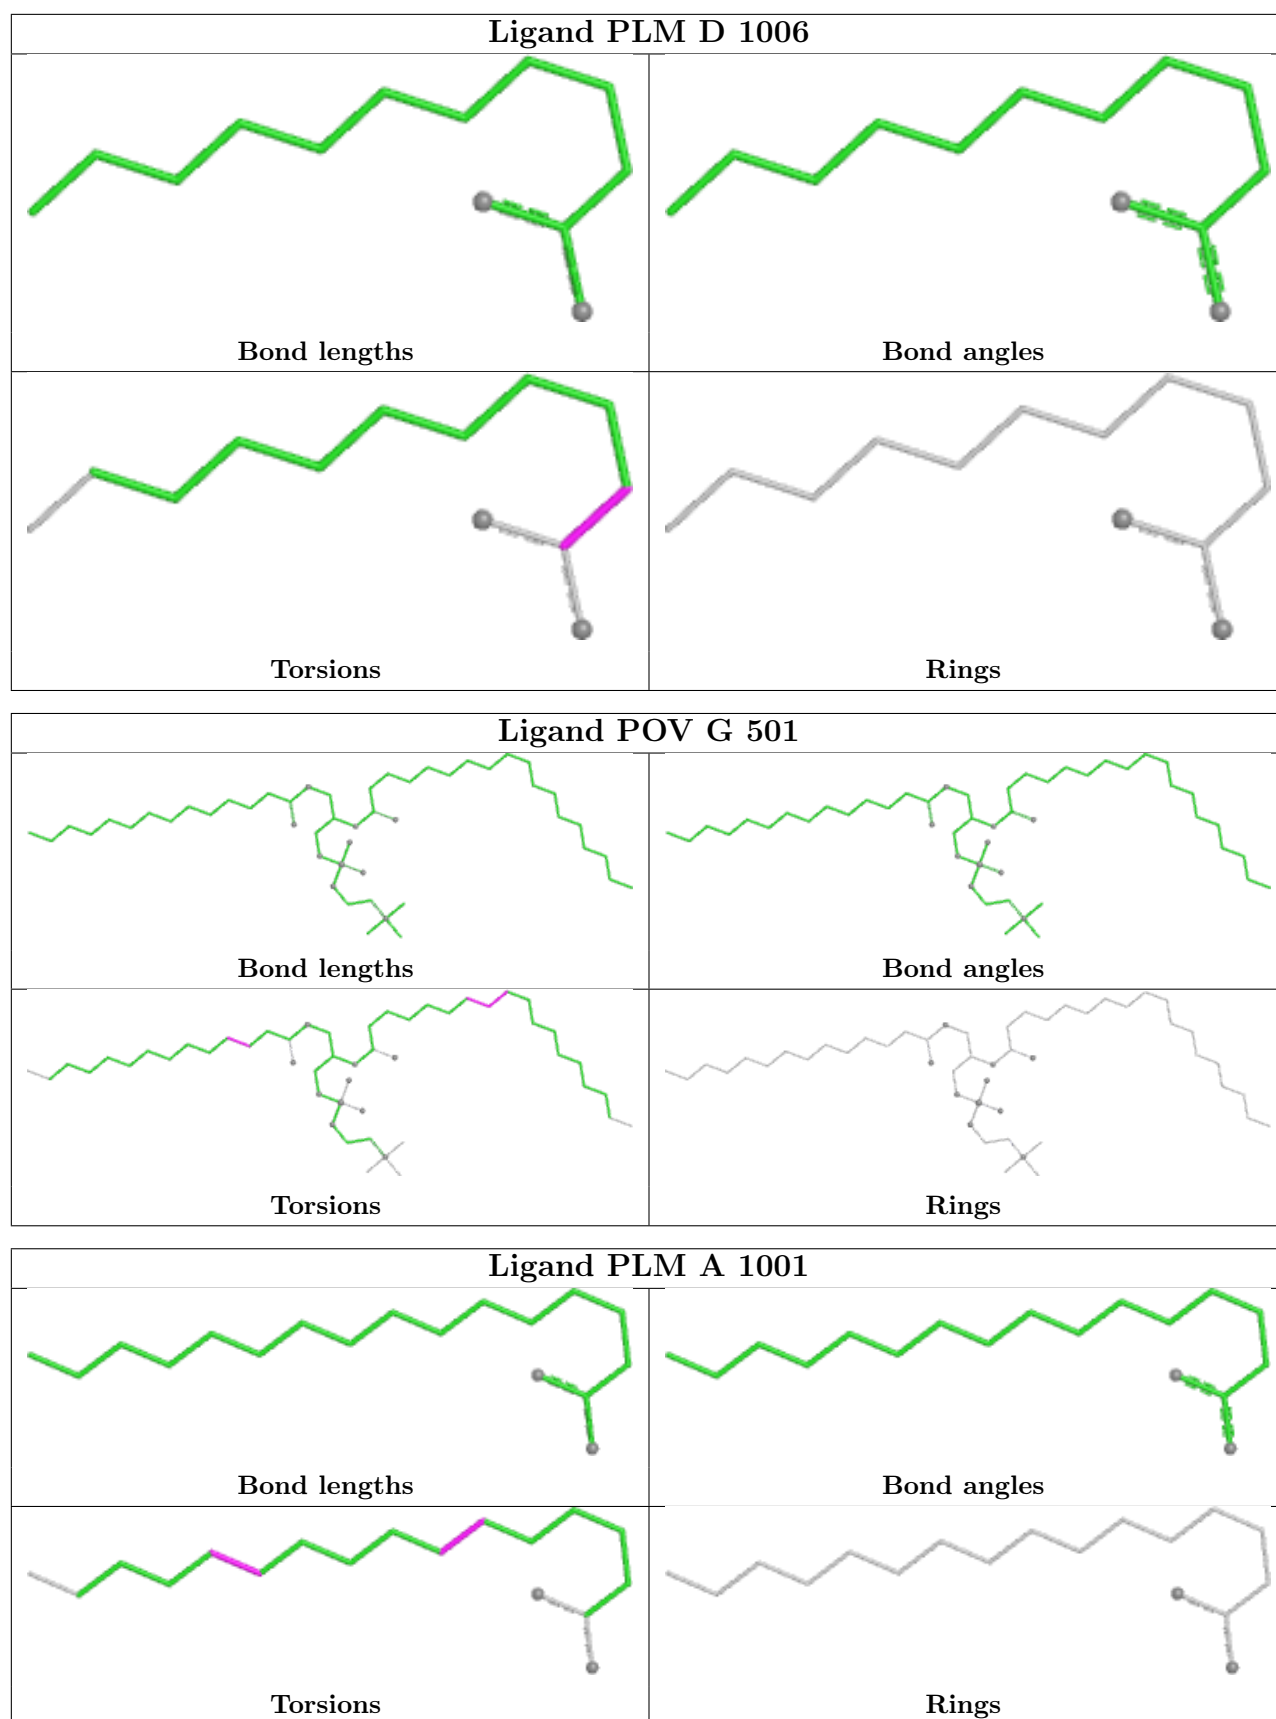 Ligand PLM D 1006
Bond lengths
Bond angles
Torsions
Rings
Ligand POV G 501
Bond lengths
Bond angles
Torsions
Rings
Ligand PLM A 1001
Bond lengths
Bond angles
Torsions
Rings